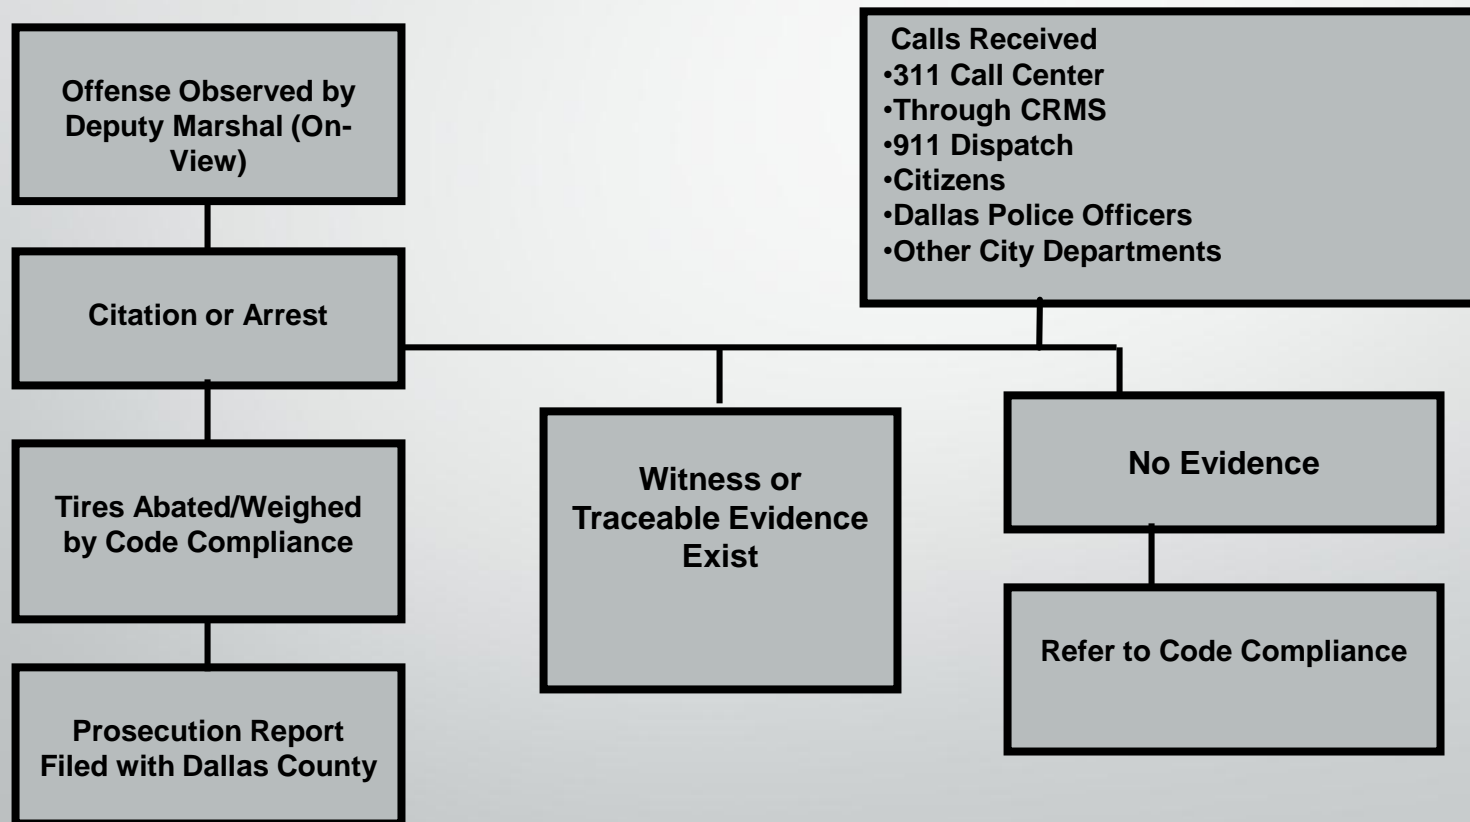 Offense Observed by
Deputy Marshal (On-
View)
Citation or Arrest
Tires Abated/Weighed
by Code Compliance
Prosecution Report
Filed with Dallas County
Calls Received
•311 Call Center
•Through CRMS
•911 Dispatch
•Citizens
•Dallas Police Officers
•Other City Departments
Witness or
Traceable Evidence
Exist
No Evidence
Refer to Code Compliance